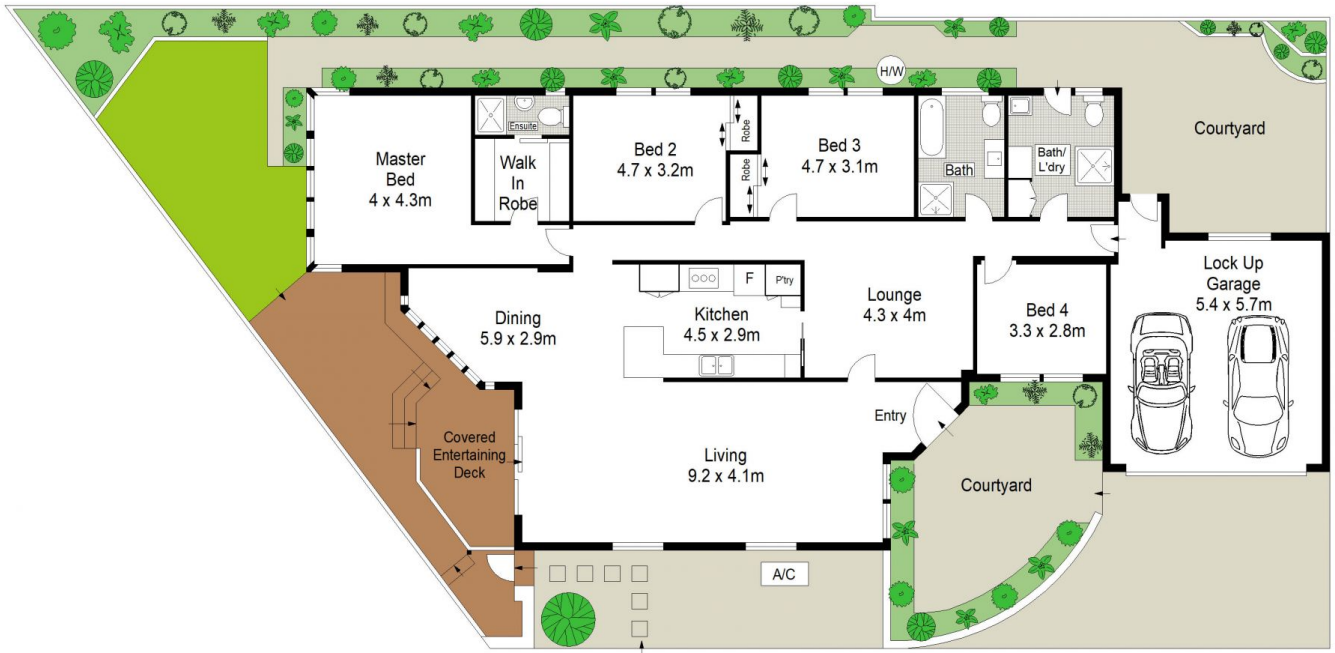 H/W
Courtyard
Ensuite
Master
Bed
4 x 4.3m
Walk
In
Robe
Bed 2
4.7 x 3.2m
Robe
Robe
Bed 3
4.7 x 3.1m
Bath
Bath/
L'dry
Lock Up
Garage
5.4 x 5.7m
Dining
5.9 x 2.9m
F
P'try
Kitchen
4.5 x 2.9m
Lounge
4.3 x 4m
Bed 4
3.3 x 2.8m
Entry
Covered
Entertaining
Deck
Living
9.2 x 4.1m
Courtyard
A/C